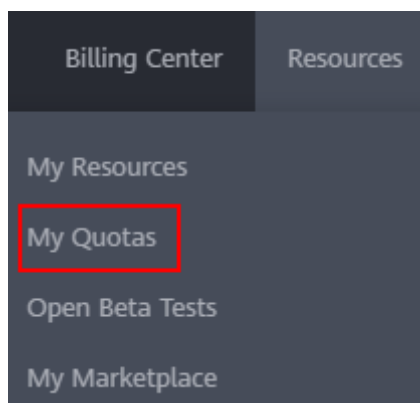 Billing Center Resources
My Resources
My Quotas
Open Beta Tests
My Marketplace